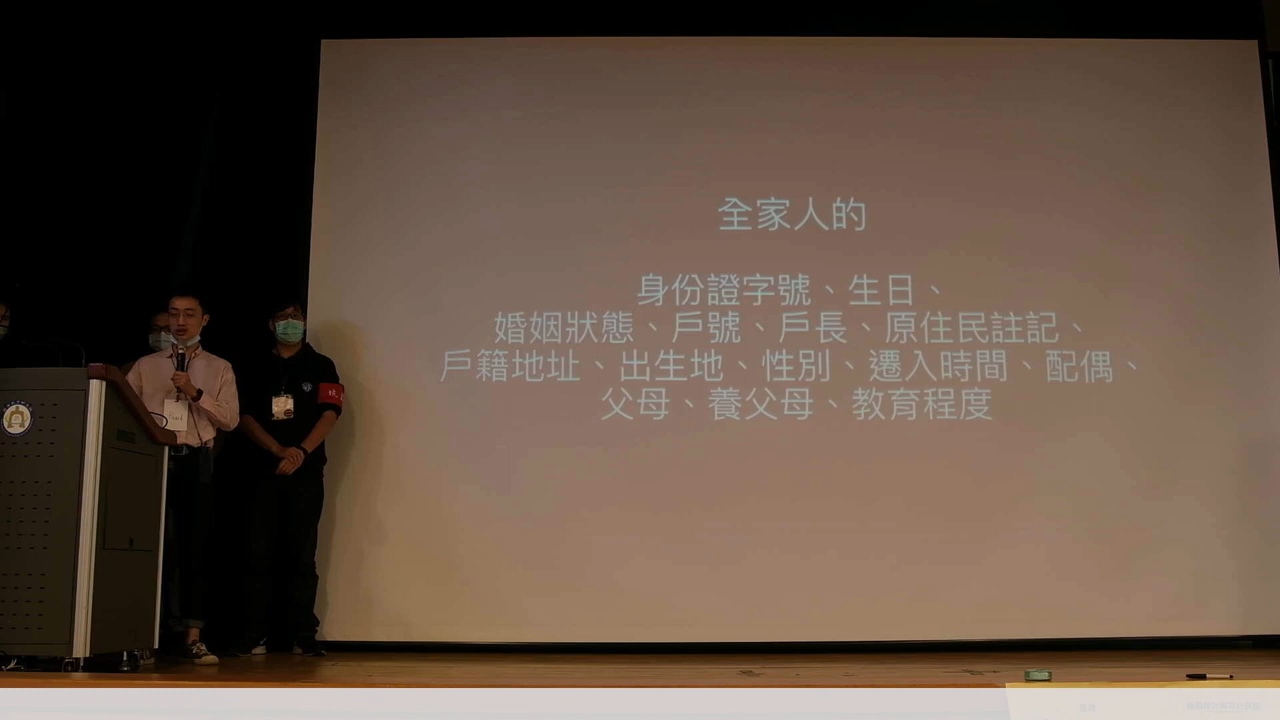 全家人的
身份證字號、生日、
婚姻狀態、戶號、戶長、原住民註記、
戶籍地址、出生地、性別、遷入時間、配偶、
父母、養父母、教育程度